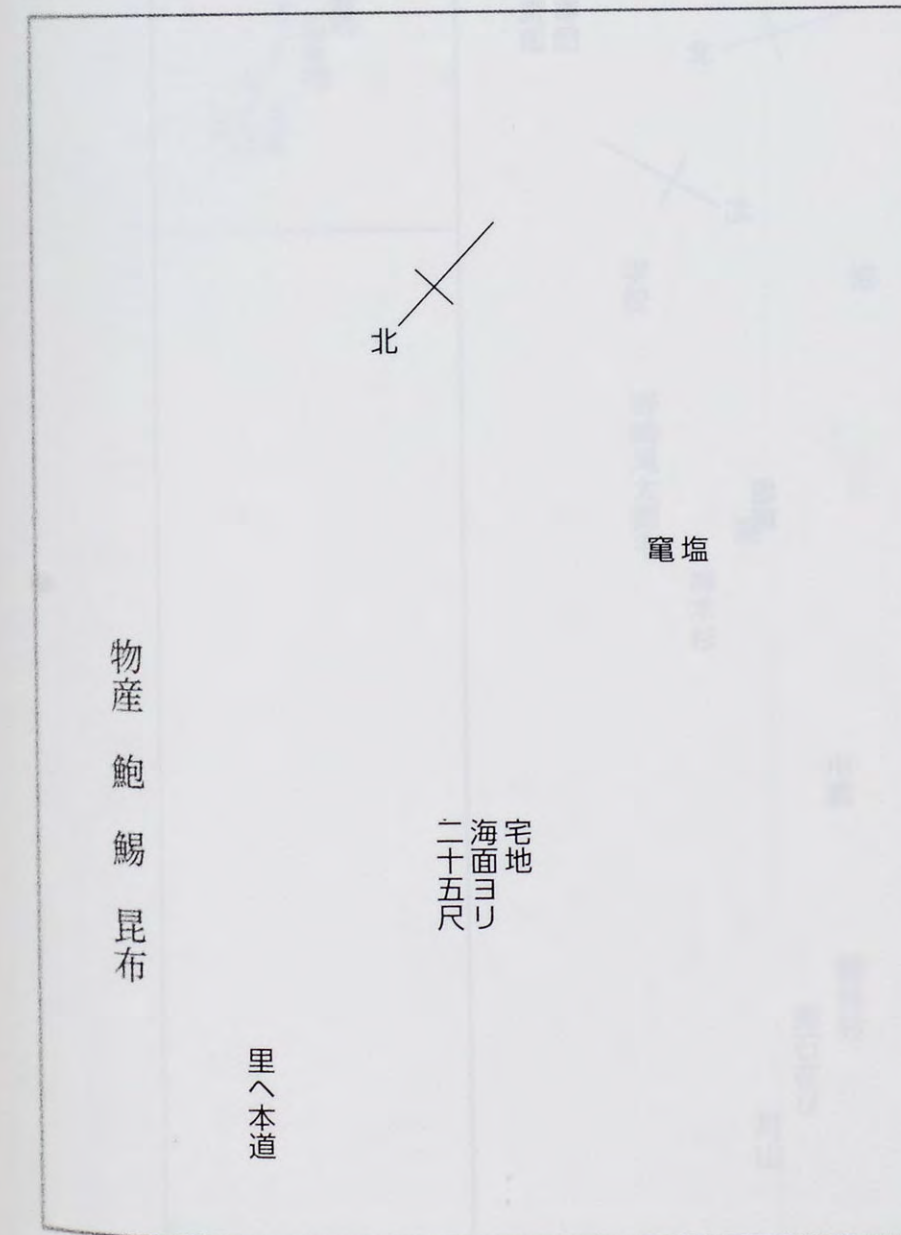 塩竃
宅地
海面ヨリ
二十五尺
北
里へ本道
物産　鮑　鯣　昆布